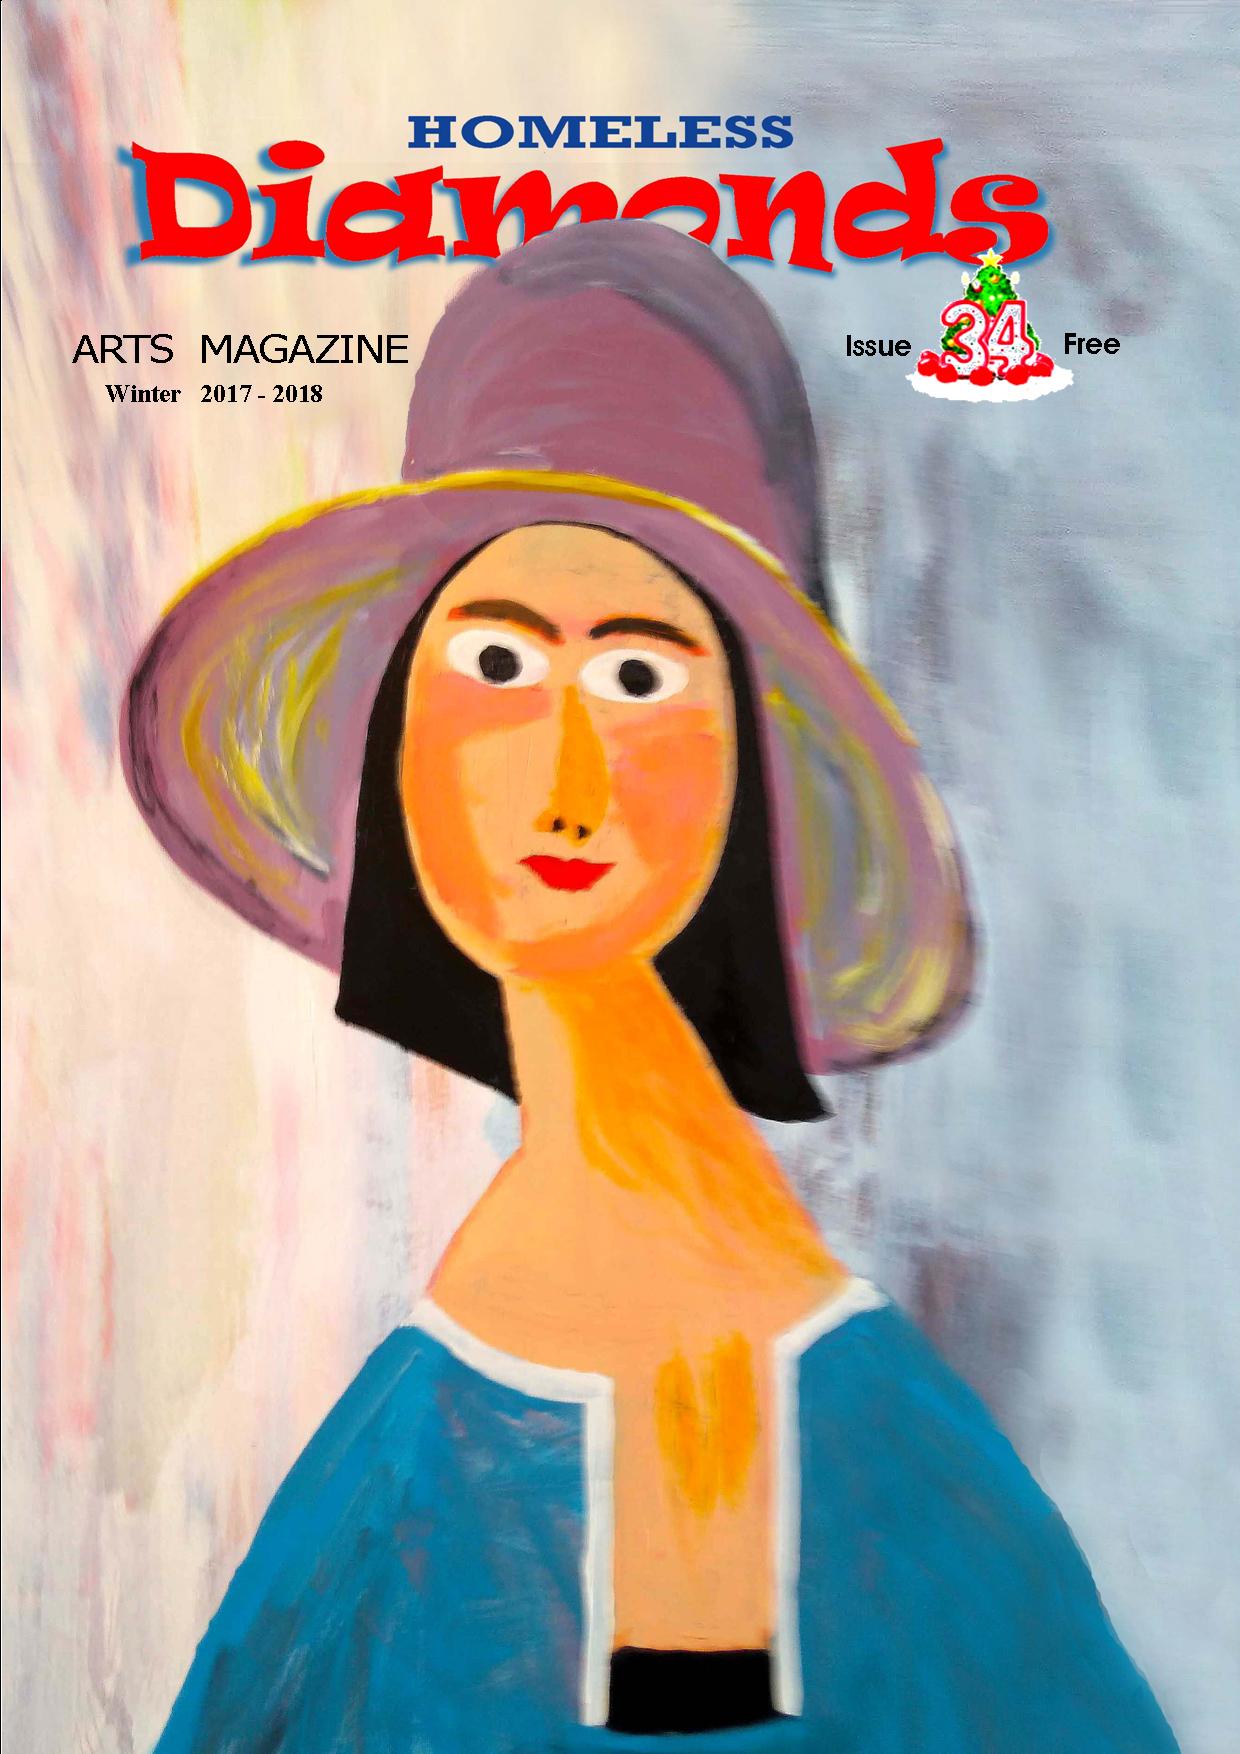 HOMELESS
Diamonds
ARTS MAGAZINE
Winter 2017 - 2018
Issue 34 Free